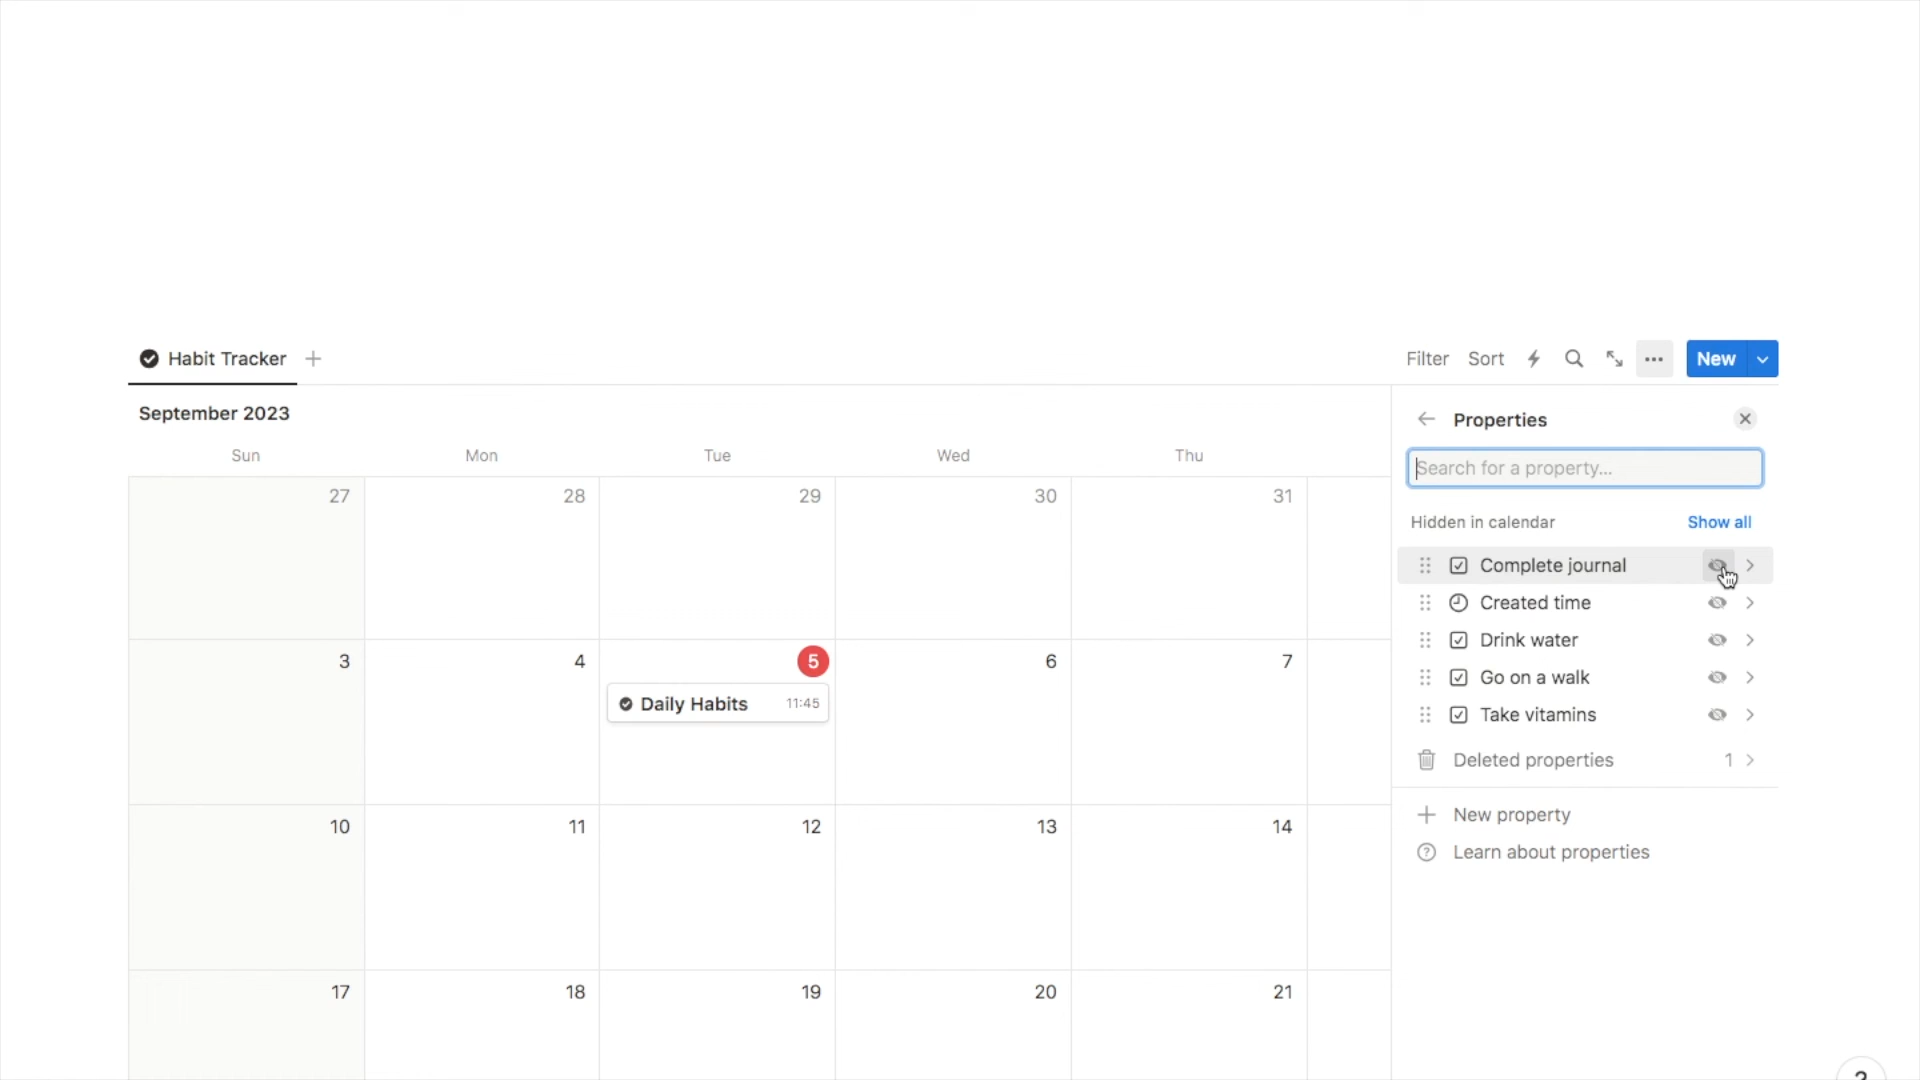 Habit Tracker
Filter Sort New
September 2023
Sun Mon Tue Wed Thu
27 28 29 30 31
3 4 5 6 7
Daily Habits 11:45
10 11 12 13 14
17 18 19 20 21
Properties
Search for a property...
Hidden in calendar Show all
Complete journal
Created time
Drink water
Go on a walk
Take vitamins
Deleted properties 1
New property
Learn about properties
?